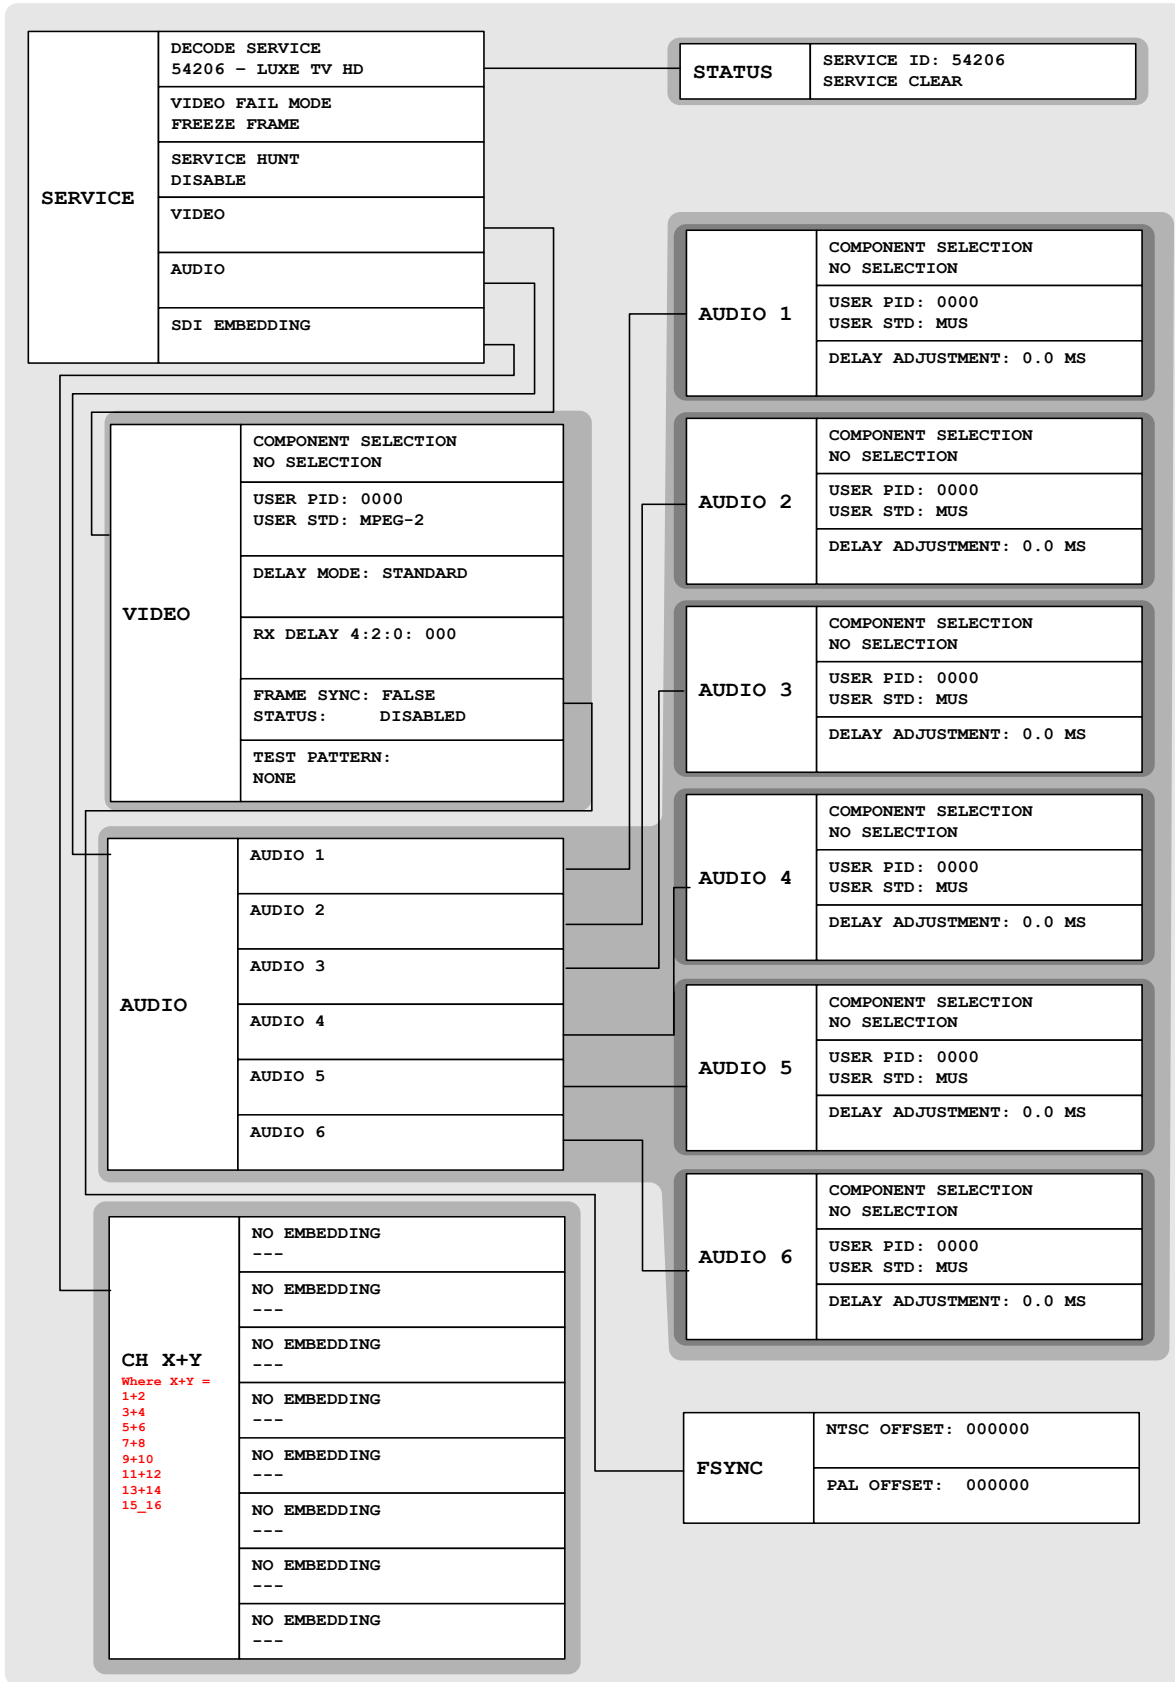 SERVICE
DECODE SERVICE
54206 – LUXE TV HD
VIDEO FAIL MODE
FREEZE FRAME
SERVICE HUNT
DISABLE
VIDEO
AUDIO
SDI EMBEDDING
STATUS
SERVICE ID: 54206
SERVICE CLEAR
VIDEO
COMPONENT SELECTION
NO SELECTION
USER PID: 0000
USER STD: MPEG-2
DELAY MODE: STANDARD
RX DELAY 4:2:0: 000
FRAME SYNC: FALSE
STATUS: DISABLED
TEST PATTERN:
NONE
AUDIO
AUDIO 1
AUDIO 2
AUDIO 3
AUDIO 4
AUDIO 5
AUDIO 6
AUDIO 1
COMPONENT SELECTION
NO SELECTION
USER PID: 0000
USER STD: MUS
DELAY ADJUSTMENT: 0.0 MS
AUDIO 2
COMPONENT SELECTION
NO SELECTION
USER PID: 0000
USER STD: MUS
DELAY ADJUSTMENT: 0.0 MS
AUDIO 3
COMPONENT SELECTION
NO SELECTION
USER PID: 0000
USER STD: MUS
DELAY ADJUSTMENT: 0.0 MS
AUDIO 4
COMPONENT SELECTION
NO SELECTION
USER PID: 0000
USER STD: MUS
DELAY ADJUSTMENT: 0.0 MS
AUDIO 5
COMPONENT SELECTION
NO SELECTION
USER PID: 0000
USER STD: MUS
DELAY ADJUSTMENT: 0.0 MS
AUDIO 6
COMPONENT SELECTION
NO SELECTION
USER PID: 0000
USER STD: MUS
DELAY ADJUSTMENT: 0.0 MS
CH X+Y
Where X+Y =
1+2
3+4
5+6
7+8
9+10
11+12
13+14
15_16
NO EMBEDDING
---
NO EMBEDDING
---
NO EMBEDDING
---
NO EMBEDDING
---
NO EMBEDDING
---
NO EMBEDDING
---
NO EMBEDDING
---
NO EMBEDDING
---
FSYNC
NTSC OFFSET: 000000
PAL OFFSET: 000000